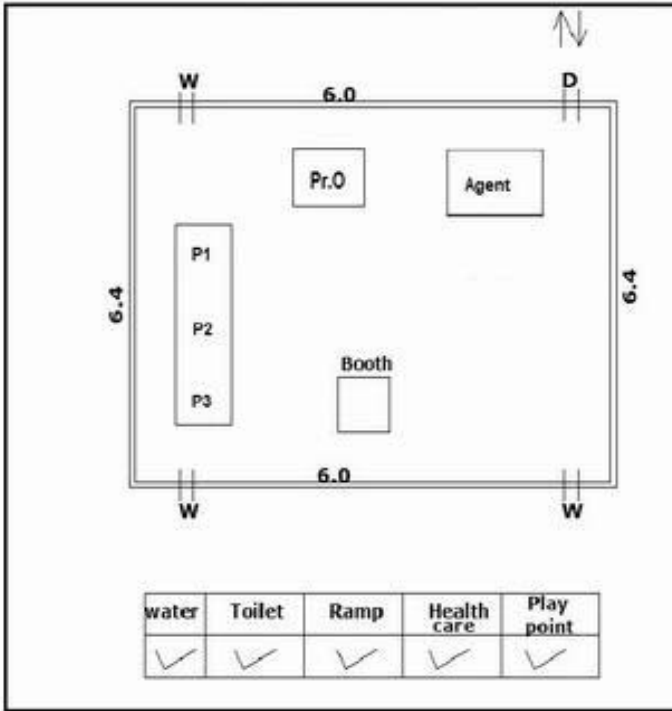 W
6.0
D
Pr.O
Agent
P1
6.4
6.4
P2
Booth
P3
6.0
W
W
water Toilet Ramp Health care Play point